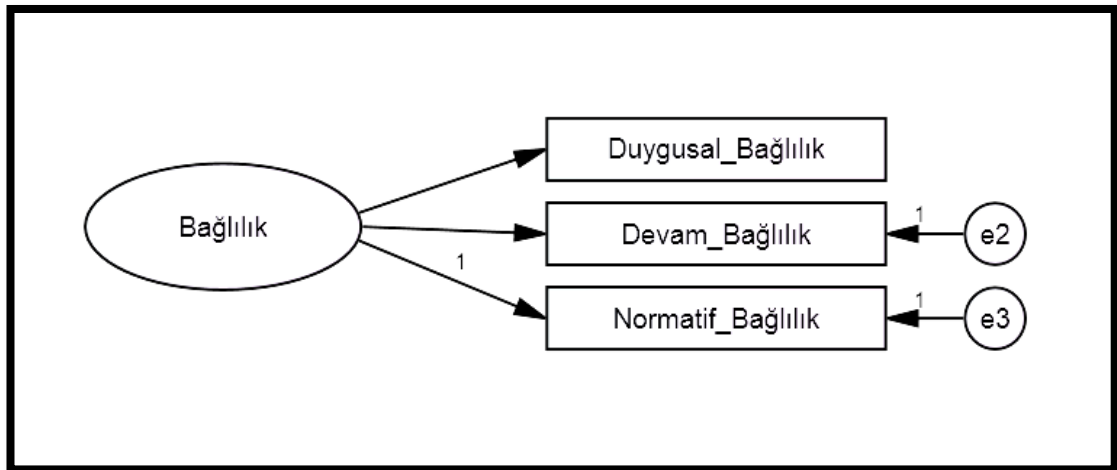 Duygusal_Bağlılık
Bağlılık
Devam_Bağlılık
1
e2
1
Normatif_Bağlılık
1
e3